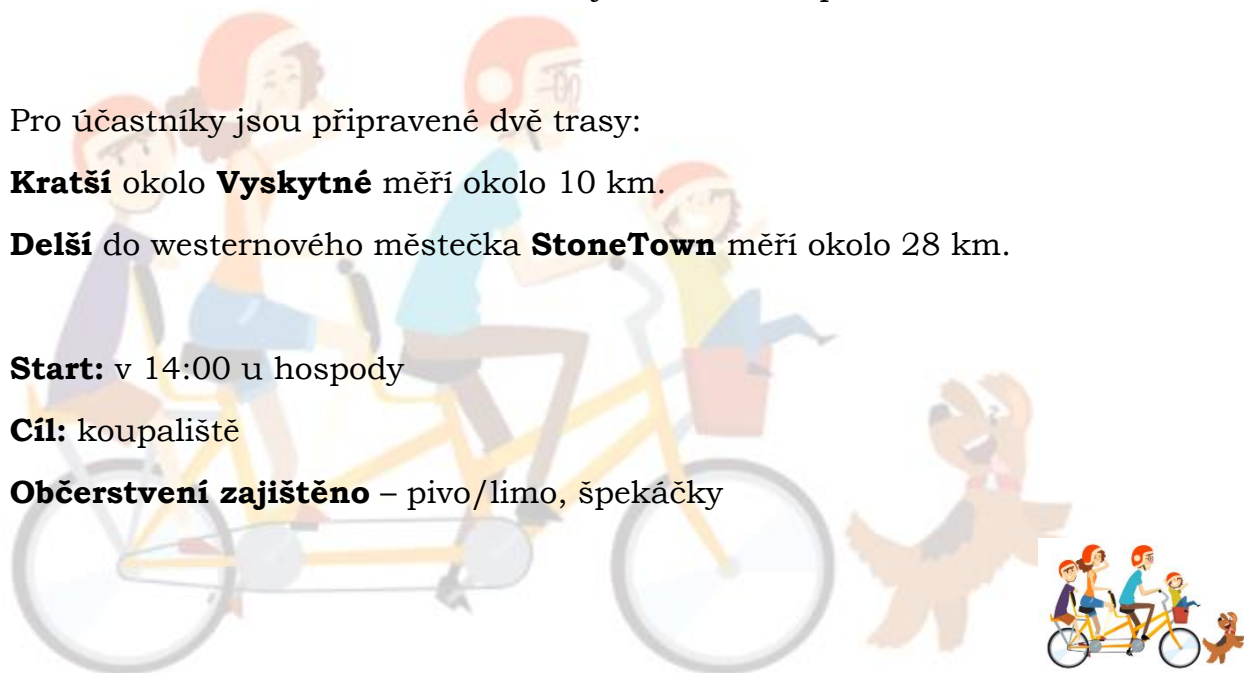 Pro účastníky jsou připravené dvě trasy:
Kratší okolo Vyskytné měří okolo 10 km.
Delší do westernového městečka StoneTown měří okolo 28 km.
Start: v 14:00 u hospody
Cíl: koupaliště
Občerstvení zajištěno – pivo/limo, špekáčky